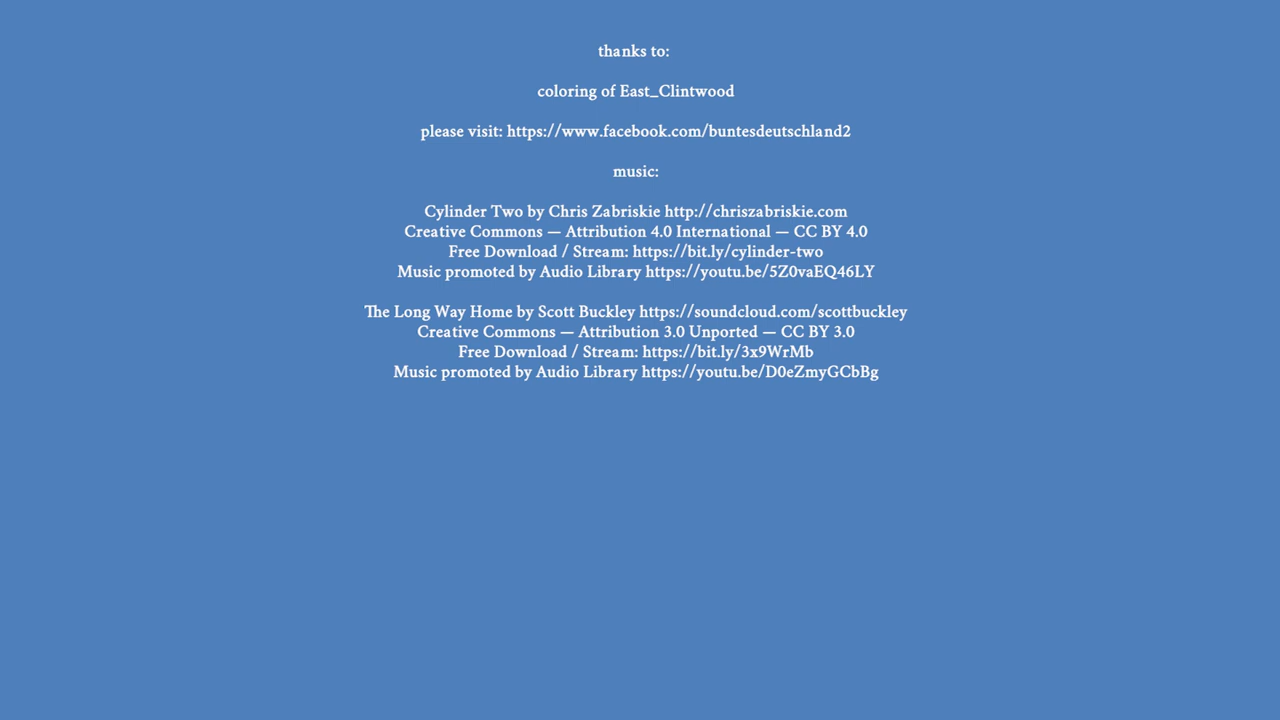 thanks to:
coloring of East_Clintwood
please visit: https://www.facebook.com/buntesdeutschland2
music:
Cylinder Two by Chris Zabriskie http://chriszabriskie.com
Creative Commons — Attribution 4.0 International — CC BY 4.0
Free Download / Stream: https://bit.ly/cylinder-two
Music promoted by Audio Library https://youtu.be/5Z0vaEQ46LY
The Long Way Home by Scott Buckley https://soundcloud.com/scottbuckley
Creative Commons — Attribution 3.0 Unported — CC BY 3.0
Free Download / Stream: https://bit.ly/3x9WrMb
Music promoted by Audio Library https://youtu.be/D0eZmyGCbBg